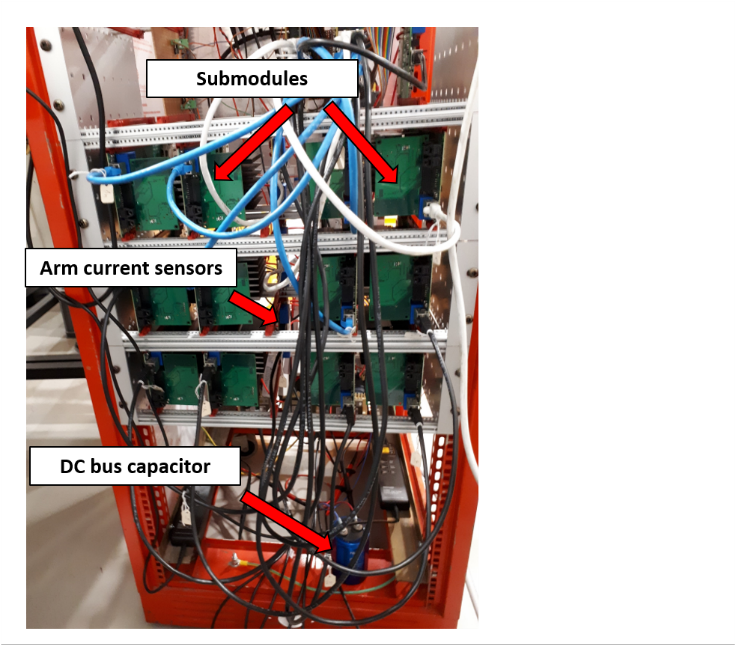 Submodules
Arm current sensors
DC bus capacitor